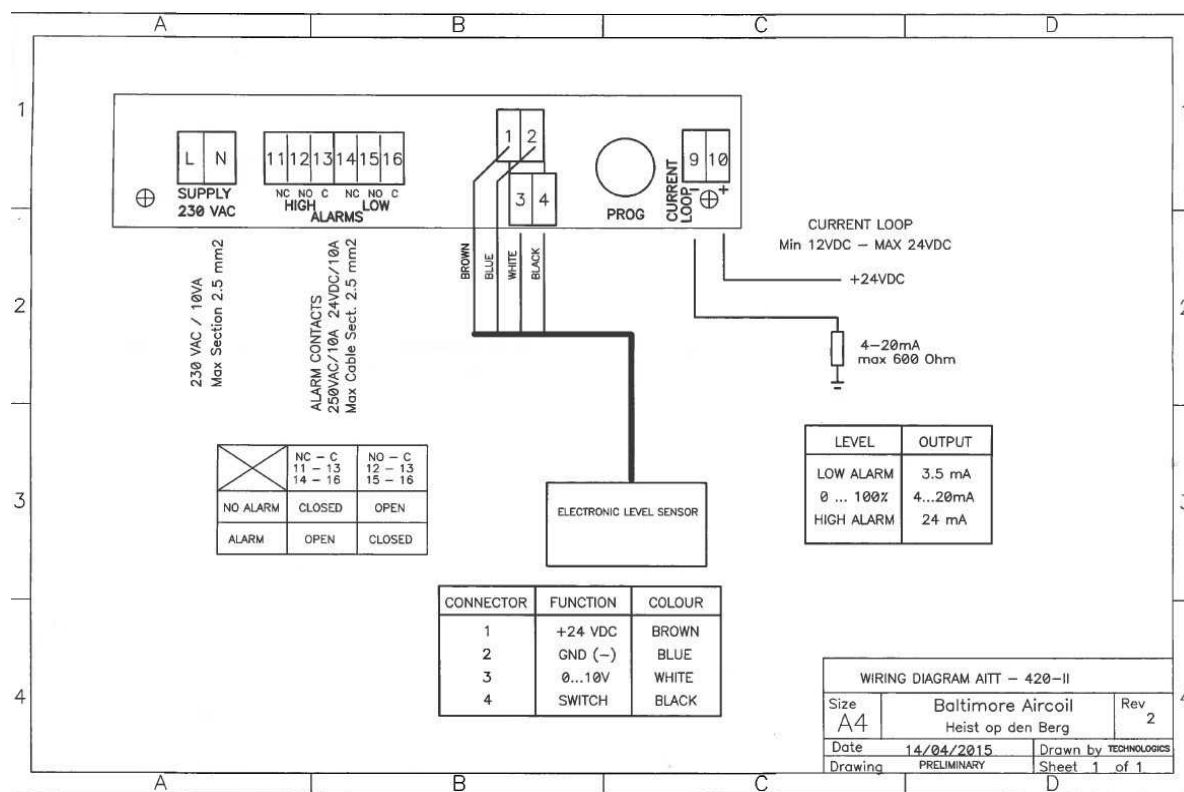 A B C D
1
L N
11 12 13 14 15 16
1 2
3 4
9 10
NC NO C NC NO C
HIGH LOW
ALARMS
SUPPLY
230 VAC
PROG
CURRENT
LOOP
- +
BROWN
BLUE
WHITE
BLACK
CURRENT LOOP
Min 12VDC - MAX 24VDC
+24VDC
4-20mA
max 600 Ohm
2 2
230 VAC / 10VA
Max Section 2.5 mm2
ALARM CONTACTS
250VAC/10A 24VDC/10A
Max Cable Sect. 2.5 mm2
NC - C NO - C
11 - 13 12 - 13
14 - 16 15 - 16
NO ALARM CLOSED OPEN
ALARM OPEN CLOSED
3 3
ELECTRONIC LEVEL SENSOR
LEVEL OUTPUT
LOW ALARM 3.5 mA
0 ... 100% 4...20mA
HIGH ALARM 24 mA
CONNECTOR FUNCTION COLOUR
1 +24 VDC BROWN
2 GND (-) BLUE
3 0...10V WHITE
4 SWITCH BLACK
4 4
WIRING DIAGRAM AITT - 420-II
Size
A4
Baltimore Aircoil
Heist op den Berg
Rev
2
Date 14/04/2015 Drawn by TECHNOLOGICS
Drawing PRELIMINARY Sheet 1 of 1
A B C D